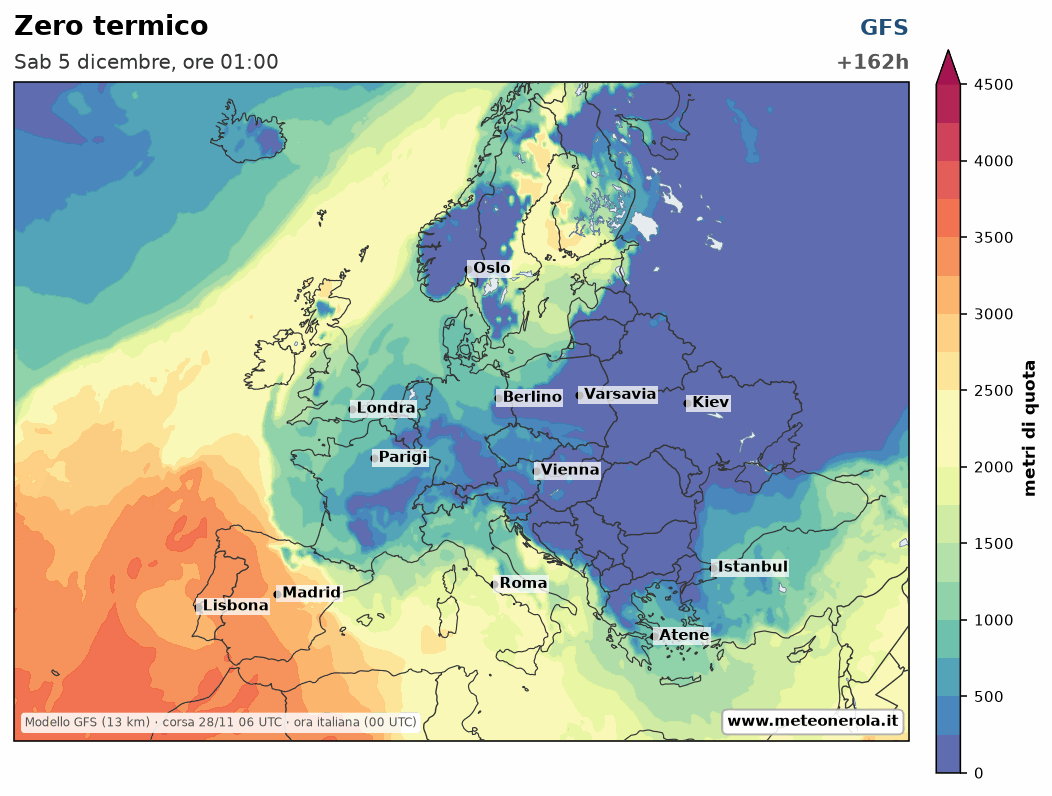 Zero termico
GFS
Sab 5 dicembre, ore 01:00
+162h
4500
4000
3500
3000
2500
2000
1500
1000
500
0
metri di quota
Oslo
Berlino
Varsavia
Kiev
Londra
Parigi
Vienna
Istanbul
Roma
Madrid
Lisbona
Atene
Modello GFS (13 km) · corsa 28/11 06 UTC · ora italiana (00 UTC)
www.meteonerola.it